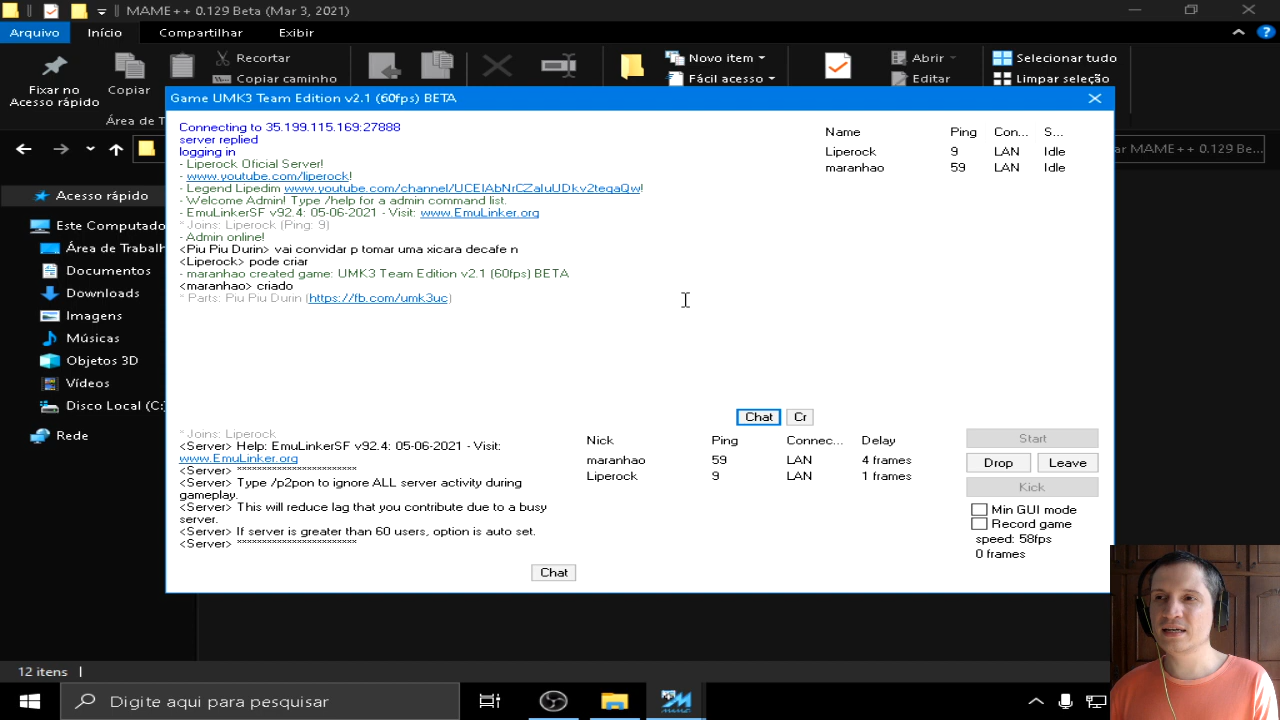 MAME++ 0.129 Beta (Mar 3, 2021)
Arquivo Início Compartilhar Exibir
Fixar no
Acesso rápido
Copiar
Recortar
Copiar caminho
Novo item
Fácil acesso
Abrir
Editar
Selecionar tudo
Limpar seleção
Área de T
MAME++ 0.129 Be...
Acesso rápido
Este Computado
Área de Trabalh
Documentos
Downloads
Imagens
Músicas
Objetos 3D
Vídeos
Disco Local (C:
Rede
Game UMK3 Team Edition v2.1 (60fps) BETA
Connecting to 35.199.115.169:27888
server replied
logging in
- Liperock Oficial Server!
- www.youtube.com/liperock!
- Legend Lipedim www.youtube.com/channel/UCEIAbNrCZaluUDkv2teqaQw!
- Welcome Admin! Type /help for a admin command list.
- EmuLinkerSF v92.4: 05-06-2021 - Visit: www.EmuLinker.org
* Joins: Liperock (Ping: 9)
- Admin online!
<Piu Piu Durin> vai convidar p tomar uma xicara decafe n
<Liperock> pode criar
- maranhao created game: UMK3 Team Edition v2.1 (60fps) BETA
<maranhao> criado
* Parts: Piu Piu Durin (https://fb.com/umk3uc)
Name Ping Con... S...
Liperock 9 LAN Idle
maranhao 59 LAN Idle
Chat Cr
* Joins: Liperock
<Server> Help: EmuLinkerSF v92.4: 05-06-2021 - Visit:
www.EmuLinker.org
<Server> ************************
<Server> Type /p2pon to ignore ALL server activity during
gameplay.
<Server> This will reduce lag that you contribute due to a busy
server.
<Server> If server is greater than 60 users, option is auto set.
<Server> ************************
Chat
Nick Ping Connec... Delay
maranhao 59 LAN 4 frames
Liperock 9 LAN 1 frames
Start
Drop Leave
Kick
Min GUI mode
Record game
speed: 58fps
0 frames
12 itens
Digite aqui para pesquisar